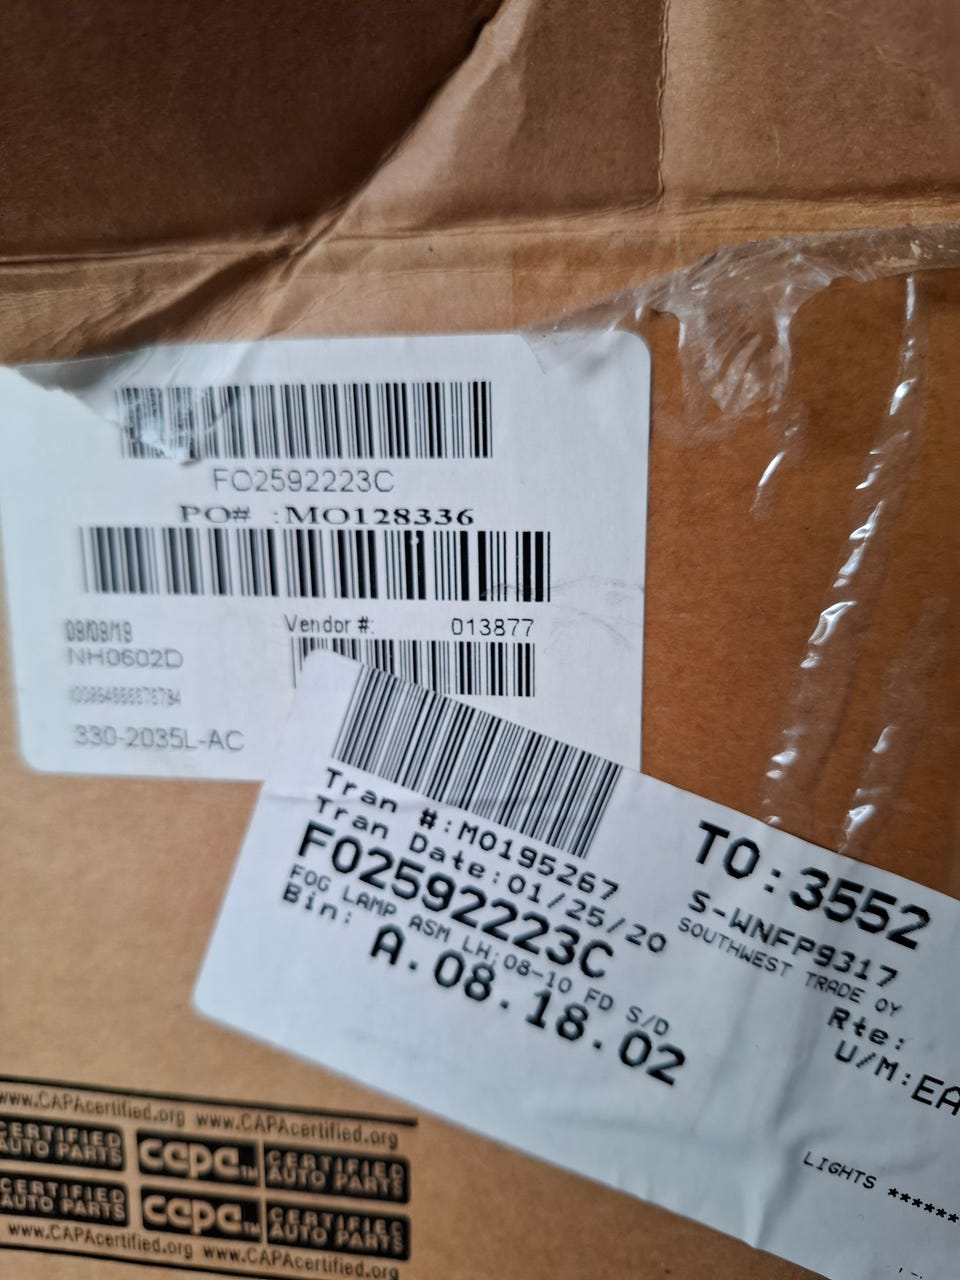 FO2592223C
PO# :MO128336
09/09/19
Vendor #: 013877
NH0602D
330-2035L-AC
Tran #:MO195267
Tran Date:01/25/20
FO2592223C
FOG LAMP ASM LH;08-10 FD S/D
Bin: A.08.18.02
TO:3552
S-WNFP9317
SOUTHWEST TRADE OY
Rte:
U/M:EA
LIGHTS *******
www.CAPAcertified.org www.CAPAcertified.org
CERTIFIED AUTO PARTS capa™ CERTIFIED AUTO PARTS
CERTIFIED AUTO PARTS capa™ CERTIFIED AUTO PARTS
www.CAPAcertified.org www.CAPAcertified.org